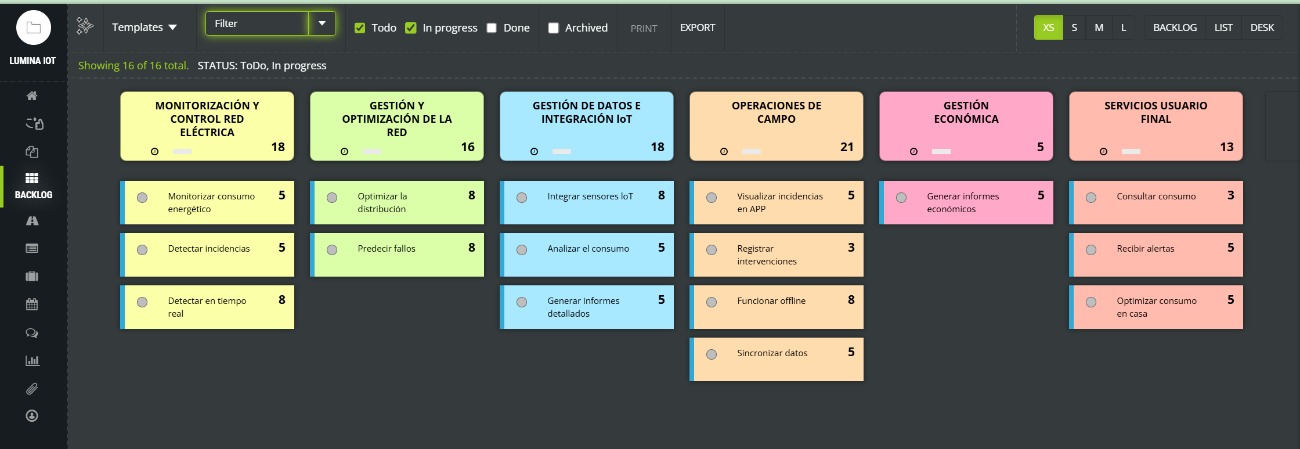 Templates
Filter
Todo
In progress
Done
Archived
PRINT
EXPORT
XS
S
M
L
BACKLOG
LIST
DESK
LUMINA IOT
BACKLOG
Showing 16 of 16 total. STATUS: ToDo, In progress
MONITORIZACIÓN Y
CONTROL RED
ELÉCTRICA
18
Monitorizar consumo
energético
5
Detectar incidencias
5
Detectar en tiempo
real
8
GESTIÓN Y
OPTIMIZACIÓN DE LA
RED
16
Optimizar la
distribución
8
Predecir fallos
8
GESTIÓN DE DATOS E
INTEGRACIÓN IoT
18
Integrar sensores IoT
8
Analizar el consumo
5
Generar informes
detallados
5
OPERACIONES DE
CAMPO
21
Visualizar incidencias
en APP
5
Registrar
intervenciones
3
Funcionar offline
8
Sincronizar datos
5
GESTIÓN
ECONÓMICA
5
Generar informes
económicos
5
SERVICIOS USUARIO
FINAL
13
Consultar consumo
3
Recibir alertas
5
Optimizar consumo
en casa
5